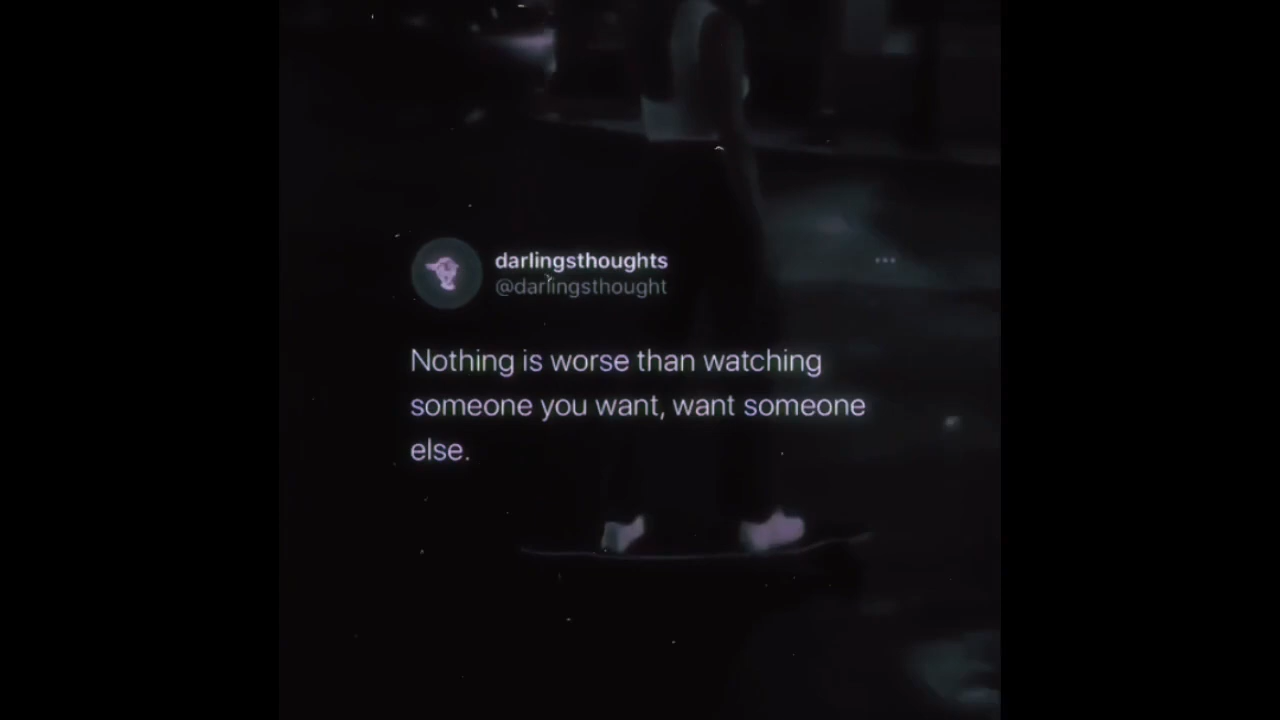 darlingsthoughts
@darlingsthought
Nothing is worse than watching
someone you want, want someone
else.